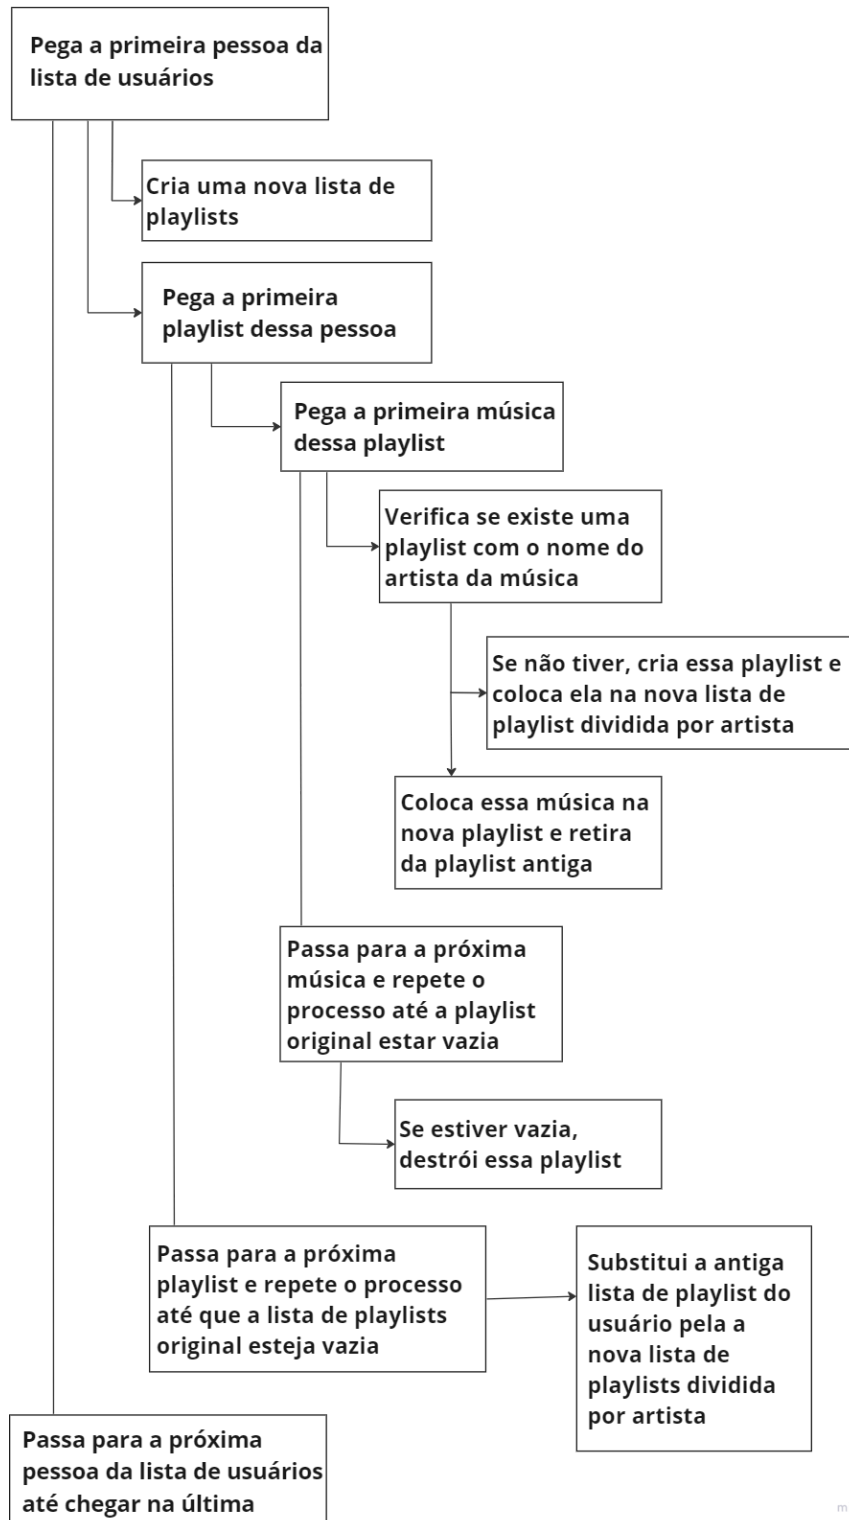 Pega a primeira pessoa da
lista de usuários
Cria uma nova lista de
playlists
Pega a primeira
playlist dessa pessoa
Pega a primeira música
dessa playlist
Verifica se existe uma
playlist com o nome do
artista da música
Se não tiver, cria essa playlist e
coloca ela na nova lista de
playlist dividida por artista
Coloca essa música na
nova playlist e retira
da playlist antiga
Passa para a próxima
música e repete o
processo até a playlist
original estar vazia
Se estiver vazia,
destrói essa playlist
Passa para a próxima
playlist e repete o processo
até que a lista de playlists
original esteja vazia
Substitui a antiga
lista de playlist do
usuário pela a
nova lista de
playlists dividida
por artista
Passa para a próxima
pessoa da lista de usuários
até chegar na última
m